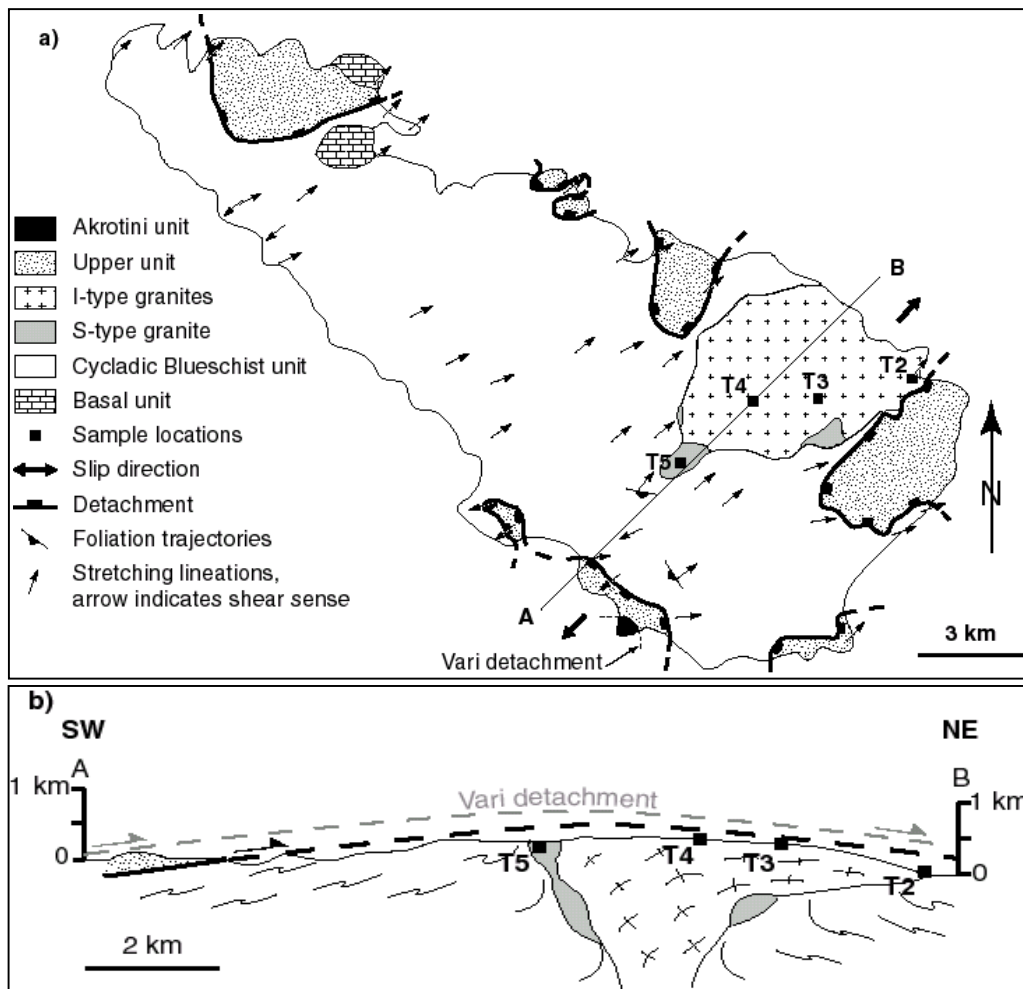 a)
Akrotini unit
Upper unit
I-type granites
S-type granite
Cycladic Blueschist unit
Basal unit
Sample locations
Slip direction
Detachment
Foliation trajectories
Stretching lineations,
arrow indicates shear sense
B
T2
T3
T4
T5
N
A
Vari detachment
3 km
b)
SW
NE
A
B
1 km
1 km
Vari detachment
0
0
T5
T4
T3
T2
2 km